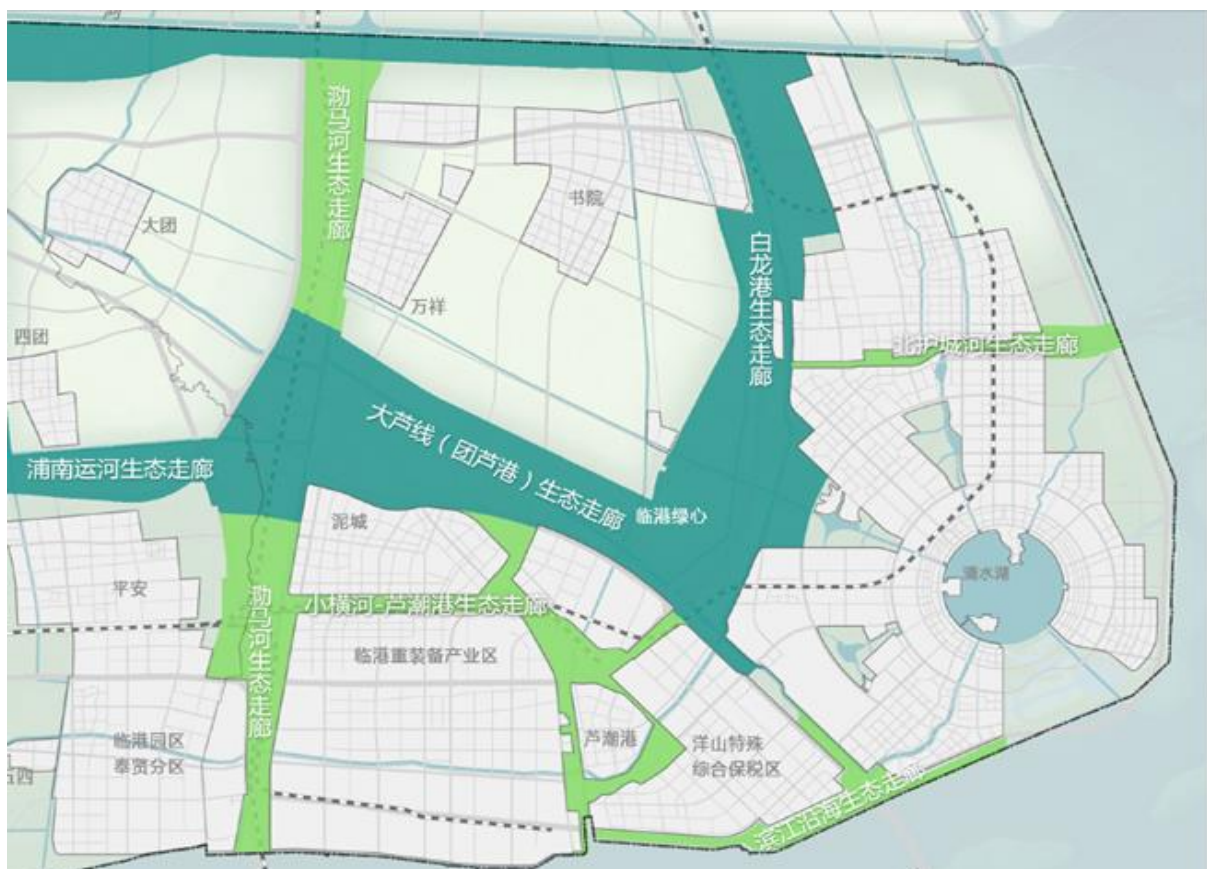 泐马河生态走廊
书院
大团
白龙港生态走廊
万祥
四团
北护城河生态走廊
大芦线（团芦港）生态走廊
浦南运河生态走廊
临港绿心
泥城
滴水湖
平安
泐马河生态走廊
小横河-芦潮港生态走廊
临港重装备产业区
芦潮港
洋山特殊
综合保税区
临港园区
奉贤分区
滨江沿海生态走廊